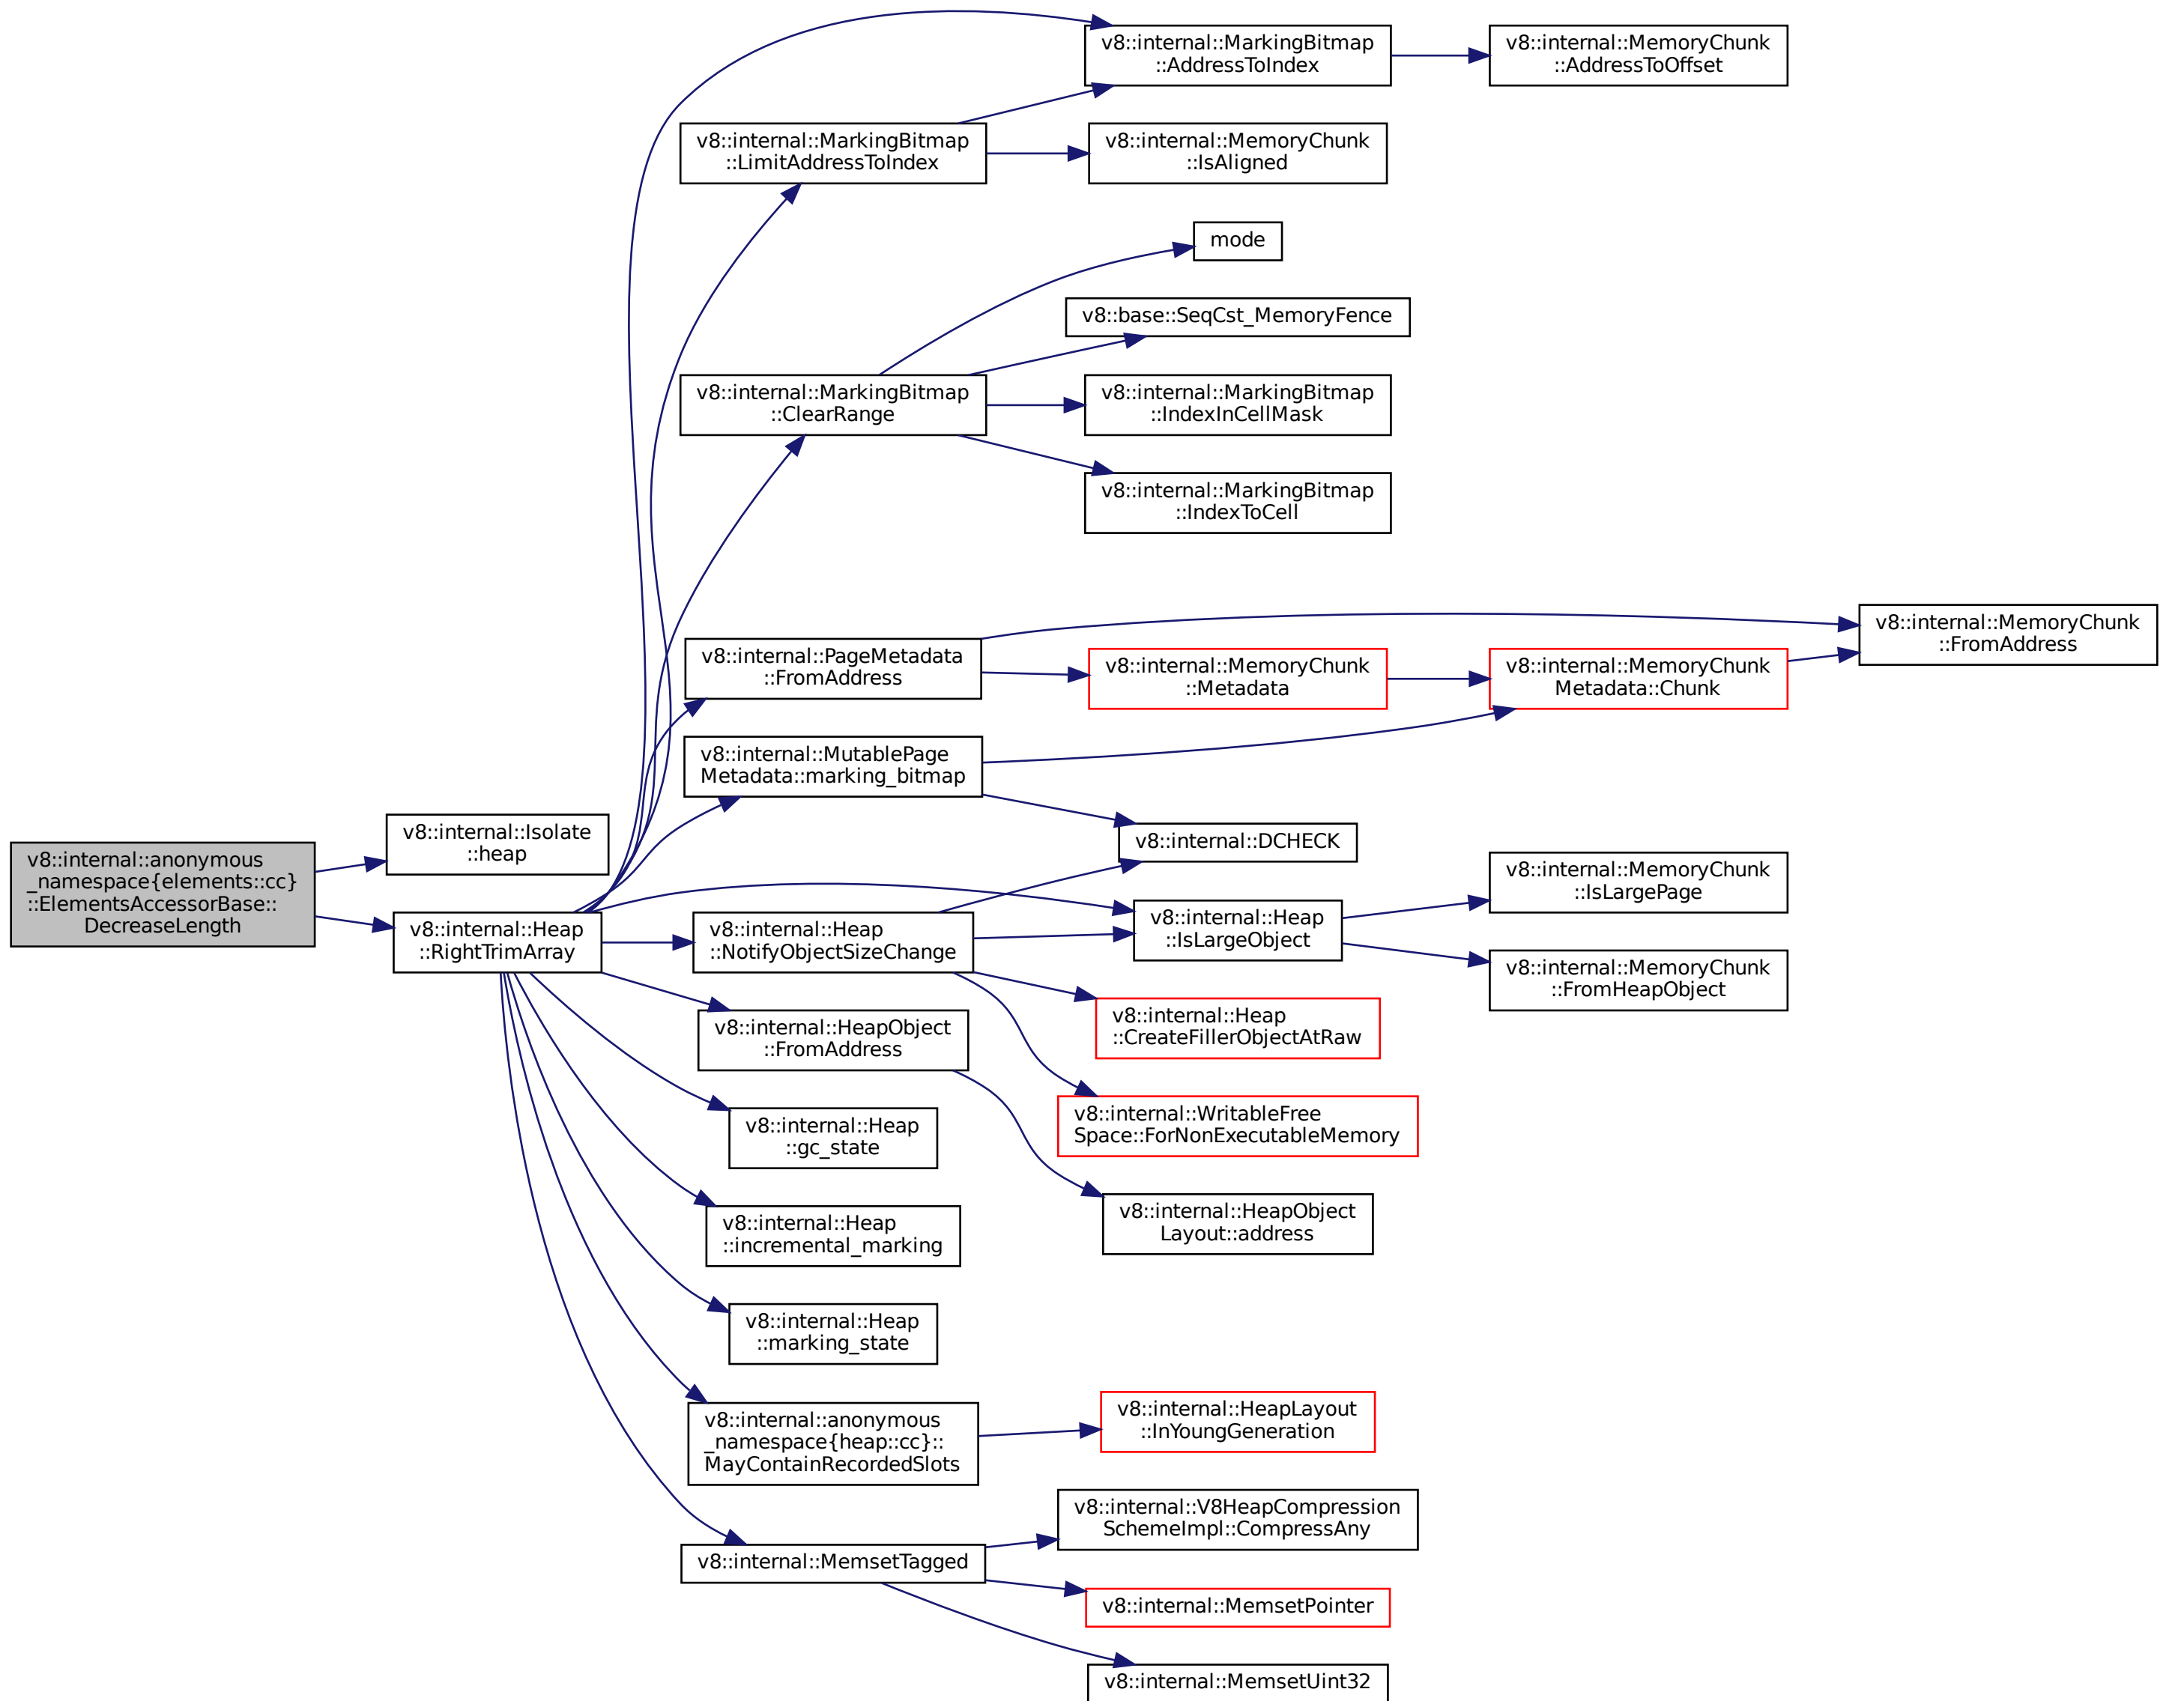 v8::internal::anonymous
_namespace{elements::cc}
::ElementsAccessorBase::
DecreaseLength
v8::internal::Isolate
::heap
v8::internal::Heap
::RightTrimArray
v8::internal::MarkingBitmap
::AddressToIndex
v8::internal::MemoryChunk
::AddressToOffset
v8::internal::MarkingBitmap
::LimitAddressToIndex
v8::internal::MemoryChunk
::IsAligned
mode
v8::base::SeqCst_MemoryFence
v8::internal::MarkingBitmap
::ClearRange
v8::internal::MarkingBitmap
::IndexInCellMask
v8::internal::MarkingBitmap
::IndexToCell
v8::internal::PageMetadata
::FromAddress
v8::internal::MemoryChunk
::Metadata
v8::internal::MemoryChunk
Metadata::Chunk
v8::internal::MemoryChunk
::FromAddress
v8::internal::MutablePage
Metadata::marking_bitmap
v8::internal::DCHECK
v8::internal::Heap
::NotifyObjectSizeChange
v8::internal::Heap
::IsLargeObject
v8::internal::MemoryChunk
::IsLargePage
v8::internal::MemoryChunk
::FromHeapObject
v8::internal::Heap
::CreateFillerObjectAtRaw
v8::internal::WritableFree
Space::ForNonExecutableMemory
v8::internal::HeapObject
::FromAddress
v8::internal::HeapObject
Layout::address
v8::internal::Heap
::gc_state
v8::internal::Heap
::incremental_marking
v8::internal::Heap
::marking_state
v8::internal::anonymous
_namespace{heap::cc}::
MayContainRecordedSlots
v8::internal::HeapLayout
::InYoungGeneration
v8::internal::MemsetTagged
v8::internal::V8HeapCompression
SchemeImpl::CompressAny
v8::internal::MemsetPointer
v8::internal::MemsetUint32